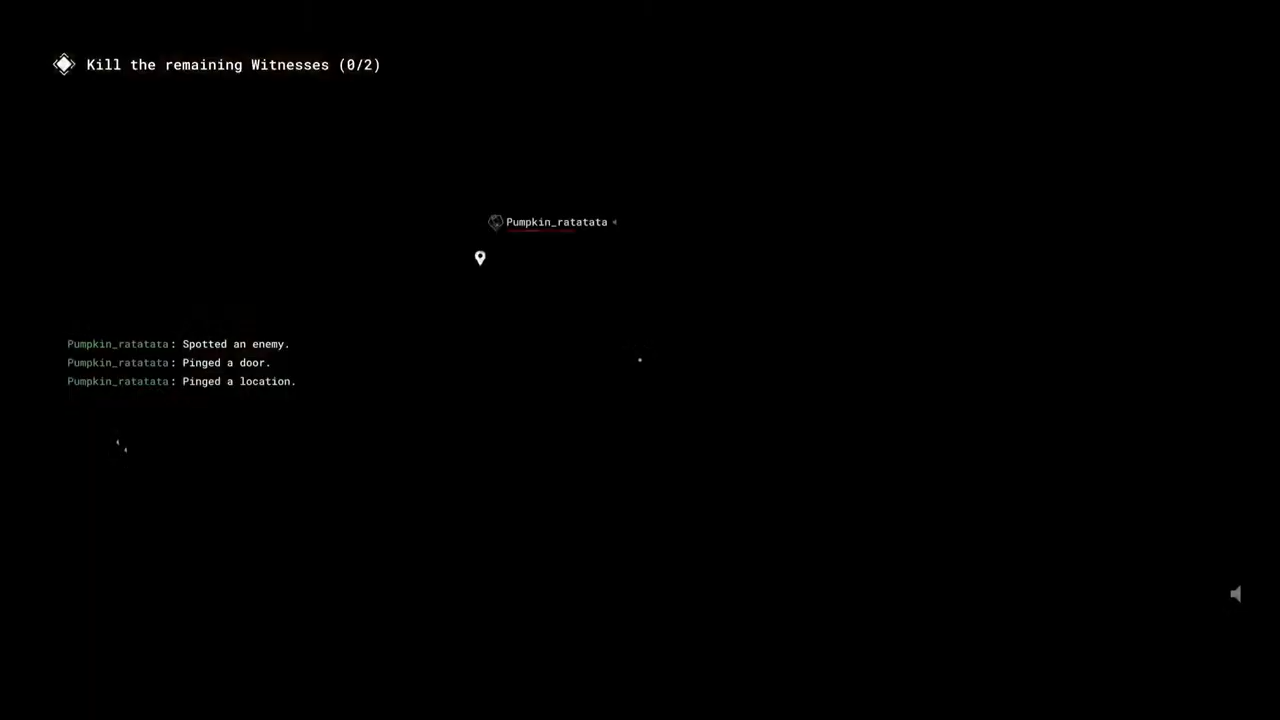 Kill the remaining Witnesses (0/2)
Pumpkin_ratatata
Pumpkin_ratatata: Spotted an enemy.
Pumpkin_ratatata: Pinged a door.
Pumpkin_ratatata: Pinged a location.